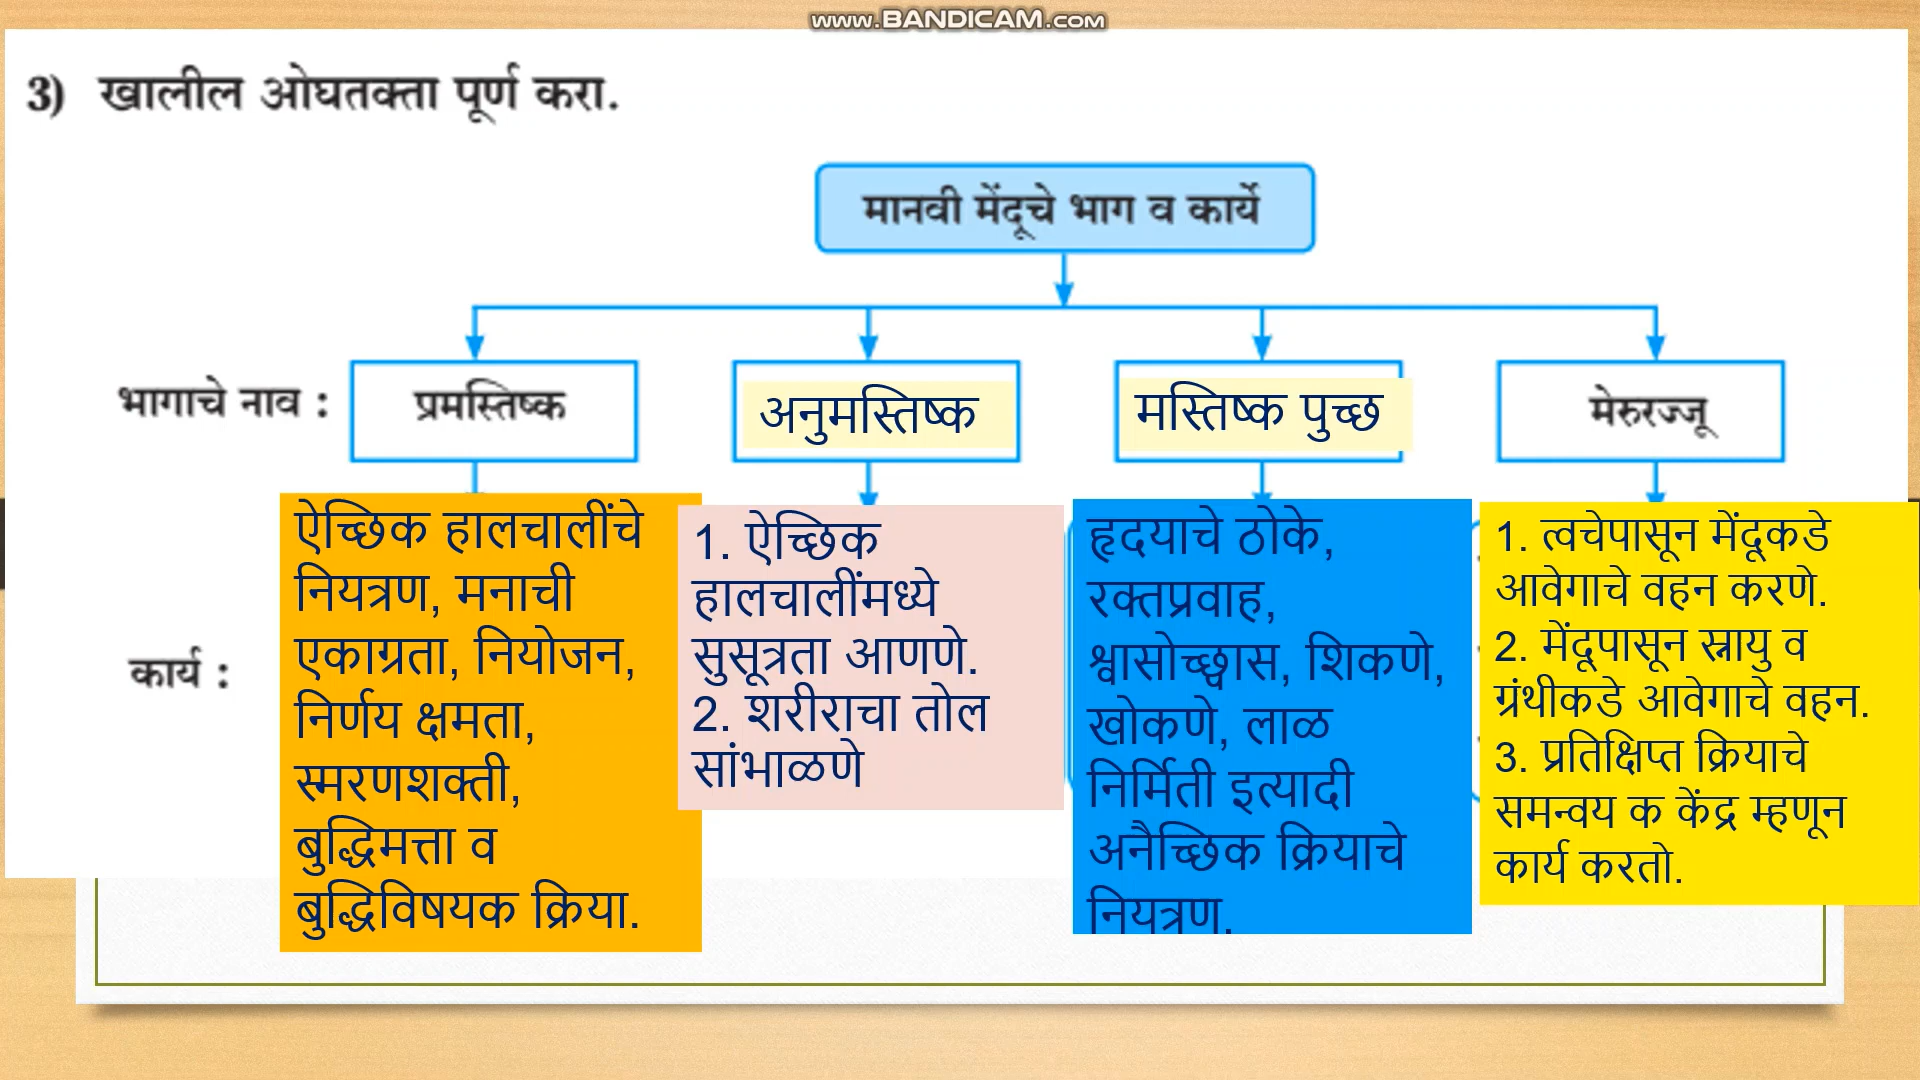 www.BANDICAM.com
3) खालील ओघतक्ता पूर्ण करा.
मानवी मेंदूचे भाग व कार्ये
भागाचे नाव :
प्रमस्तिष्क
अनुमस्तिष्क
मस्तिष्क पुच्छ
मेरुरज्जू
कार्य :
ऐच्छिक हालचालींचे
नियत्रण, मनाची
एकाग्रता, नियोजन,
निर्णय क्षमता,
स्मरणशक्ती,
बुद्धिमत्ता व
बुद्धिविषयक क्रिया.
1. ऐच्छिक
हालचालींमध्ये
सुसूत्रता आणणे.
2. शरीराचा तोल
सांभाळणे
हृदयाचे ठोके,
रक्तप्रवाह,
श्वासोच्छ्वास, शिकणे,
खोकणे, लाळ
निर्मिती इत्यादी
अनैच्छिक क्रियाचे
नियत्रण.
1. त्वचेपासून मेंदूकडे
आवेगाचे वहन करणे.
2. मेंदूपासून स्नायु व
ग्रंथीकडे आवेगाचे वहन.
3. प्रतिक्षिप्त क्रियाचे
समन्वय क केंद्र म्हणून
कार्य करतो.